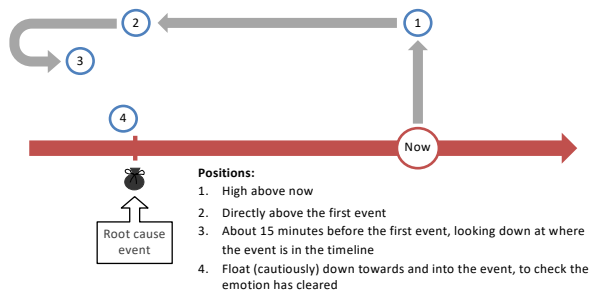 2
1
3
4
Now
Root cause
event
Positions:
1. High above now
2. Directly above the first event
3. About 15 minutes before the first event, looking down at where
the event is in the timeline
4. Float (cautiously) down towards and into the event, to check the
emotion has cleared